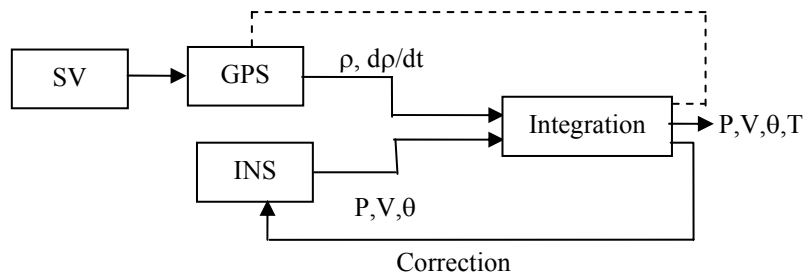 SV
GPS
ρ, dρ/dt
Integration
P,V,θ,T
INS
P,V,θ
Correction